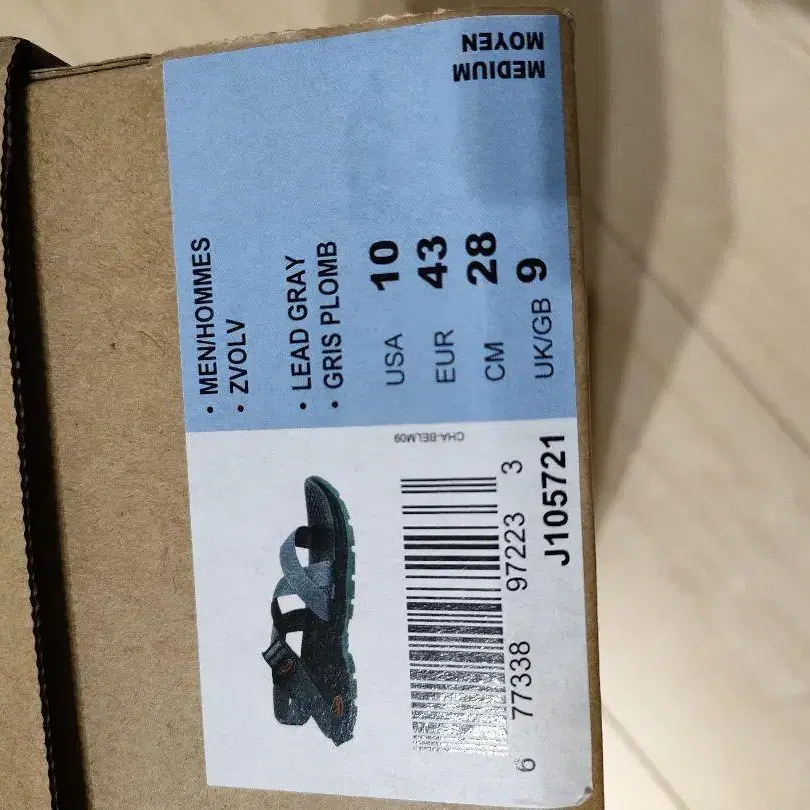 MEDIUM
MOYEN
• MEN/HOMMES
• ZVOLV
• LEAD GRAY
• GRIS PLOMB
USA 10
EUR 43
CM 28
UK/GB 9
CHA-BELM09
6 77338 97223 3
J105721